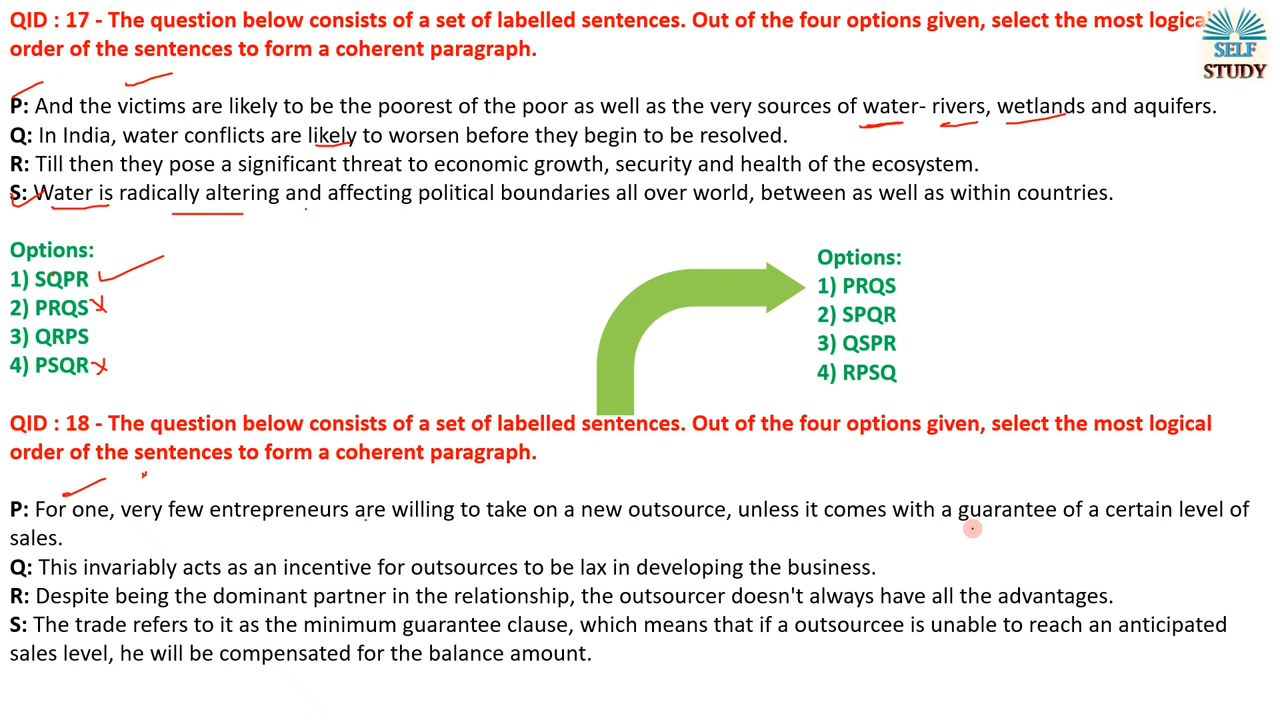 QID : 17 - The question below consists of a set of labelled sentences. Out of the four options given, select the most logical
order of the sentences to form a coherent paragraph.
SELF
STUDY
P: And the victims are likely to be the poorest of the poor as well as the very sources of water- rivers, wetlands and aquifers.
Q: In India, water conflicts are likely to worsen before they begin to be resolved.
R: Till then they pose a significant threat to economic growth, security and health of the ecosystem.
S: Water is radically altering and affecting political boundaries all over world, between as well as within countries.
Options:
1) SQPR
2) PRQS
3) QRPS
4) PSQR
Options:
1) PRQS
2) SPQR
3) QSPR
4) RPSQ
QID : 18 - The question below consists of a set of labelled sentences. Out of the four options given, select the most logical
order of the sentences to form a coherent paragraph.
P: For one, very few entrepreneurs are willing to take on a new outsource, unless it comes with a guarantee of a certain level of
sales.
Q: This invariably acts as an incentive for outsources to be lax in developing the business.
R: Despite being the dominant partner in the relationship, the outsourcer doesn't always have all the advantages.
S: The trade refers to it as the minimum guarantee clause, which means that if a outsourcee is unable to reach an anticipated
sales level, he will be compensated for the balance amount.